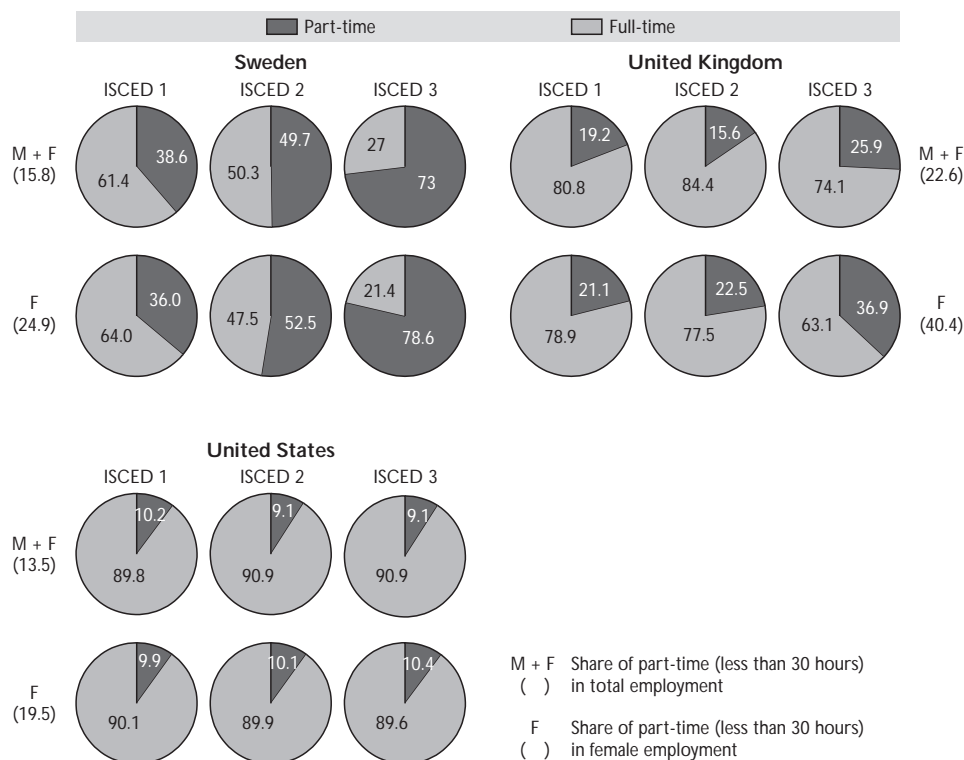 Part-time Full-time
Sweden United Kingdom
ISCED 1 ISCED 2 ISCED 3 ISCED 1 ISCED 2 ISCED 3
M + F
(15.8)
38.6
61.4
49.7
50.3
27
73
19.2
80.8
15.6
84.4
25.9
74.1
M + F
(22.6)
F
(24.9)
36.0
64.0
47.5 52.5
21.4
78.6
21.1
78.9
22.5
77.5
36.9
63.1
F
(40.4)
United States
ISCED 1 ISCED 2 ISCED 3
M + F
(13.5)
10.2
89.8
9.1
90.9
9.1
90.9
F
(19.5)
9.9
90.1
10.1
89.9
10.4
89.6
M + F Share of part-time (less than 30 hours)
( ) in total employment
F Share of part-time (less than 30 hours)
( ) in female employment